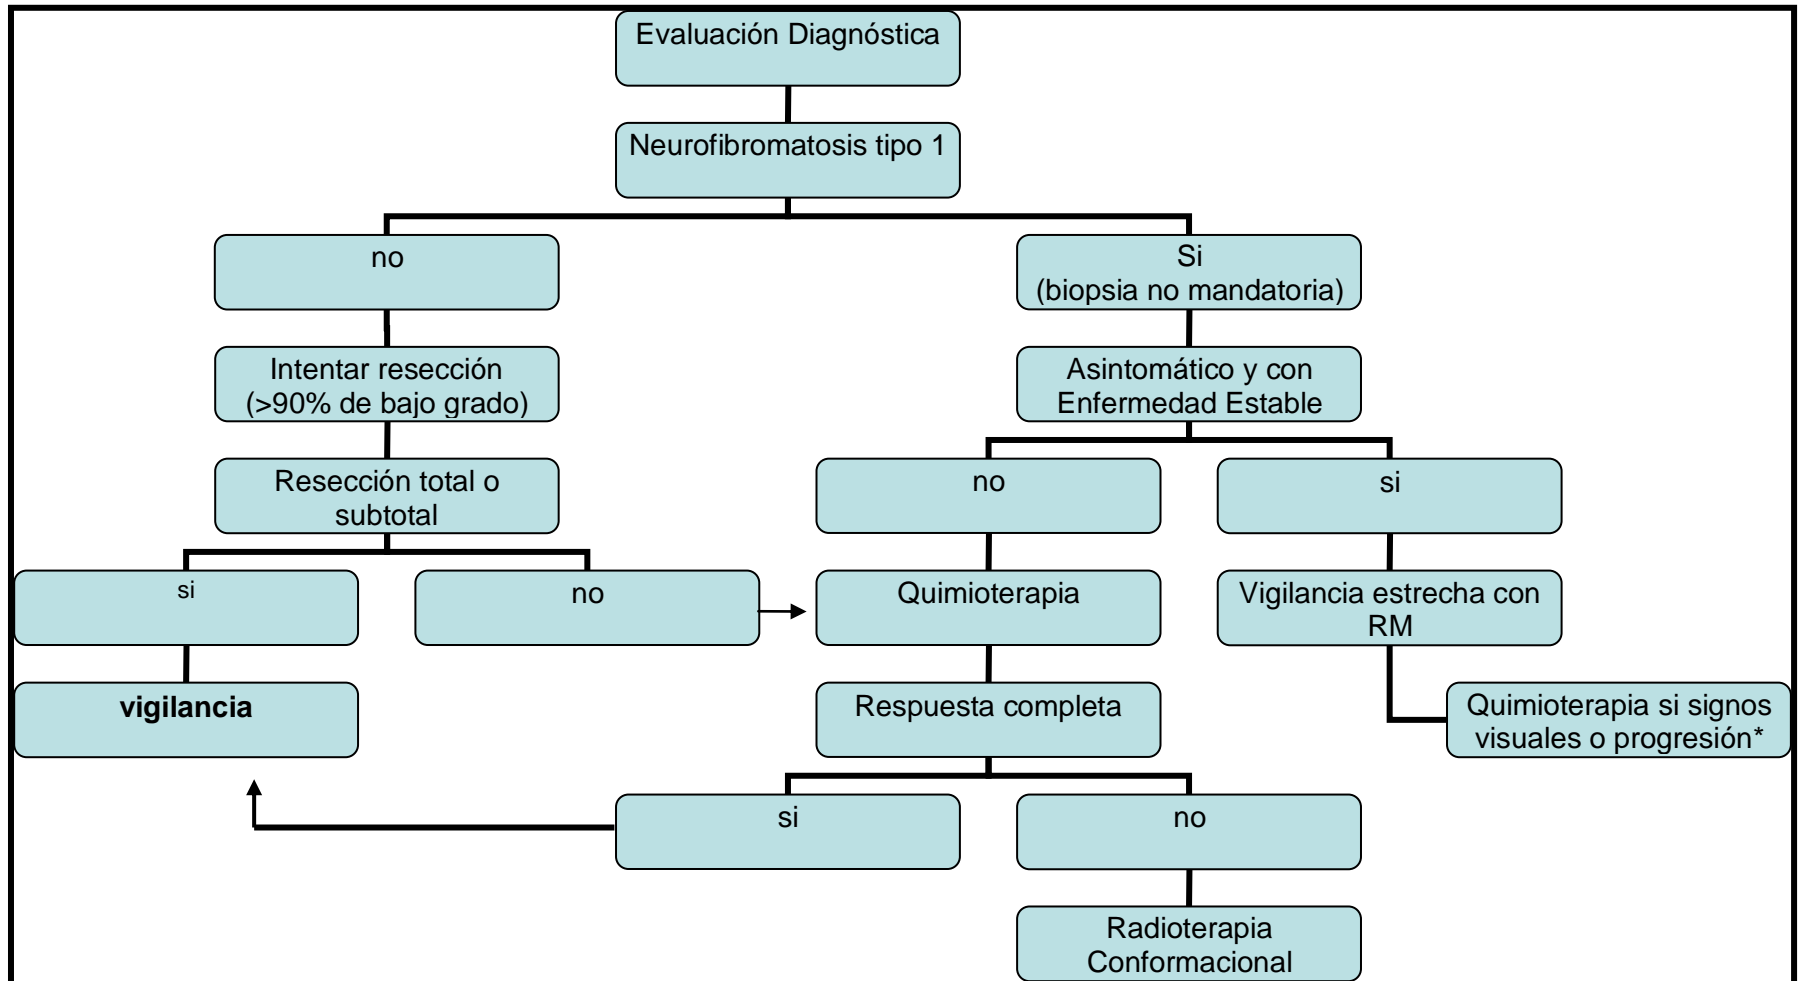 Evaluación Diagnóstica
Neurofibromatosis tipo 1
no
Si
(biopsia no mandatoria)
Intentar resección
(>90% de bajo grado)
Asintomático y con
Enfermedad Estable
Resección total o
subtotal
no
si
si
no
Quimioterapia
Vigilancia estrecha con
RM
vigilancia
Respuesta completa
Quimioterapia si signos
visuales o progresión*
si
no
Radioterapia
Conformacional